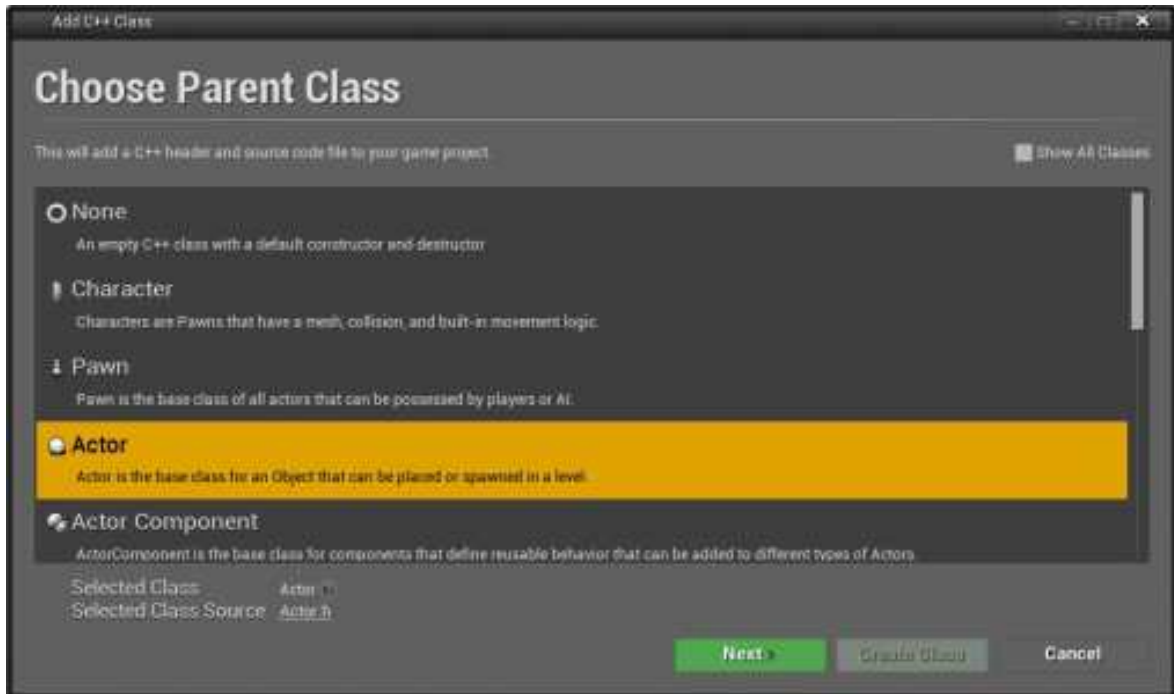 Add C++ Class
Choose Parent Class
This will add a C++ header and source code file to your game project.
Show All Classes
None
An empty C++ class with a default constructor and destructor
Character
Characters are Pawns that have a mesh, collision, and built-in movement logic.
Pawn
Pawn is the base class of all actors that can be possessed by players or AI.
Actor
Actor is the base class for an Object that can be placed or spawned in a level.
Actor Component
ActorComponent is the base class for components that define reusable behavior that can be added to different types of Actors.
Selected Class Actor
Selected Class Source Actor.h
Next Create Class Cancel